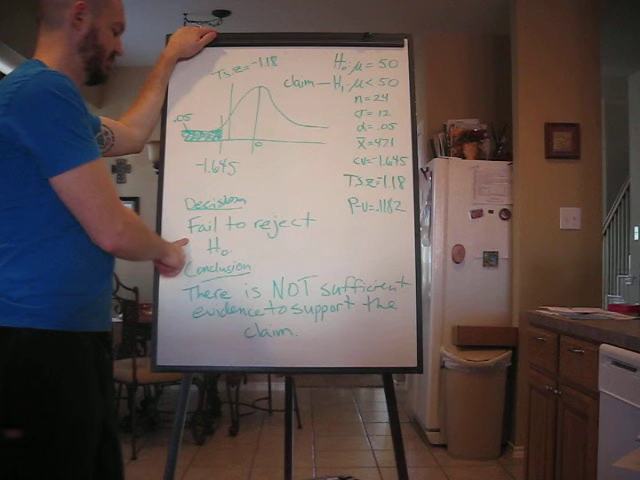 T.S. z = -1.18
.05
0
-1.645
H₀: μ = 50
claim — H₁: μ < 50
n = 24
σ = 12
α = .05
x̄ = 47.1
cv = -1.645
T.S. z = 1.18
P-v = .1182
Decision
Fail to reject
H₀
Conclusion
There is NOT sufficient
evidence to support the
claim.